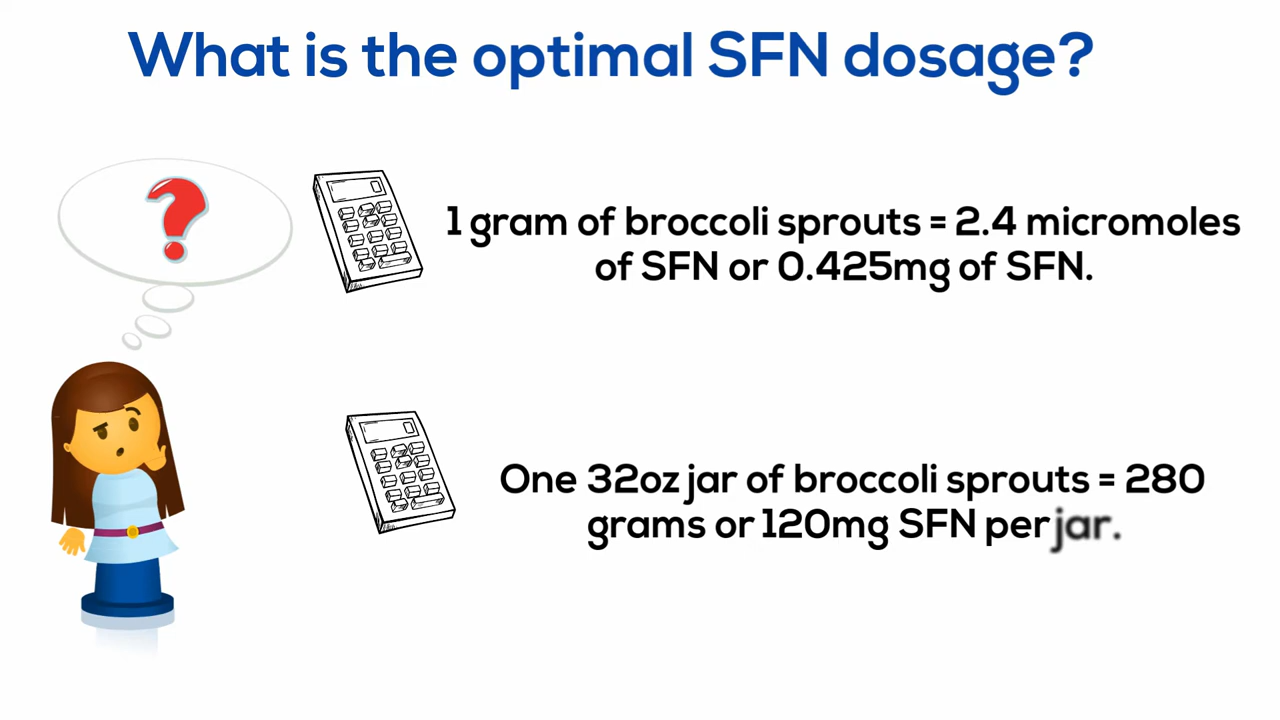 What is the optimal SFN dosage?
1 gram of broccoli sprouts = 2.4 micromoles
of SFN or 0.425mg of SFN.
One 32oz jar of broccoli sprouts = 280
grams or 120mg SFN per jar.